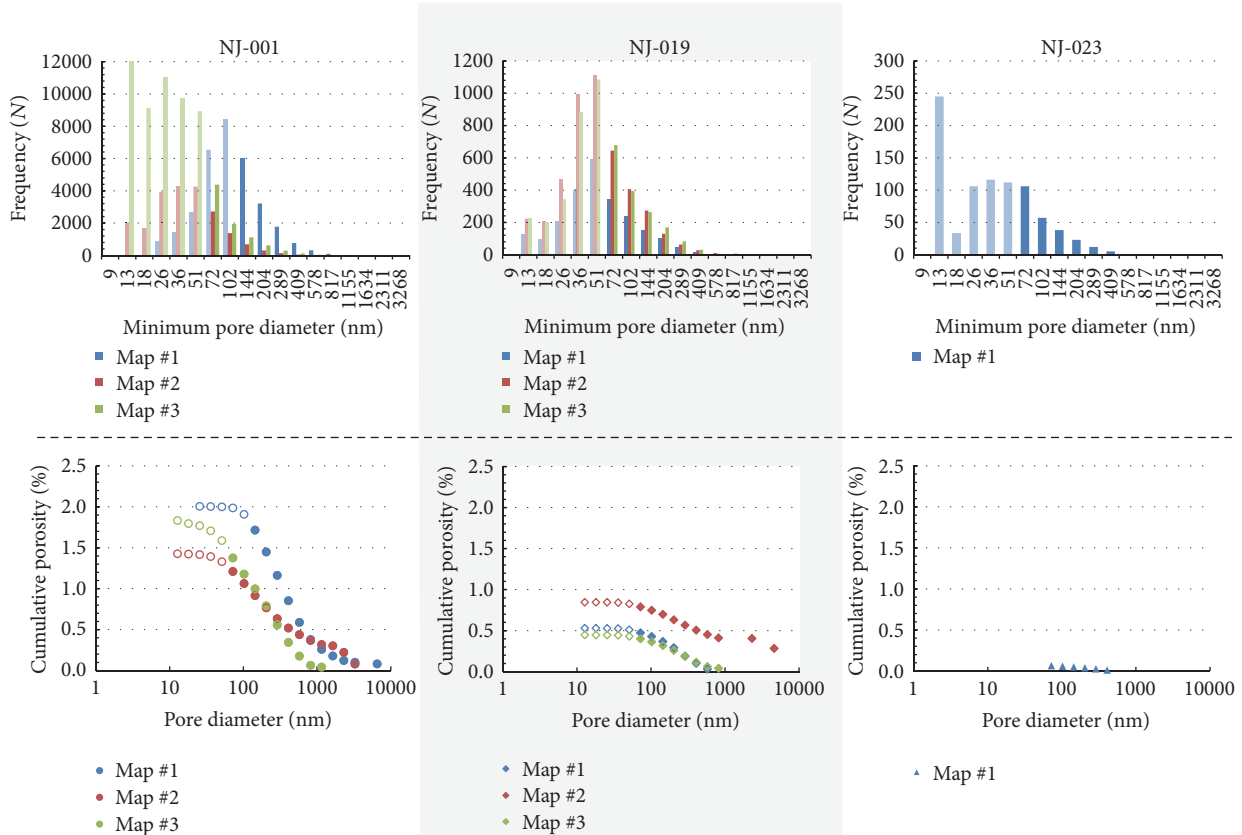 NJ-001
12000
10000
8000
6000
4000
2000
0
Frequency (N)
9 13 18 26 36 51 72 102 144 204 289 409 578 817 1155 1634 2311 3268
Minimum pore diameter (nm)
Map #1
Map #2
Map #3
NJ-019
1200
1000
800
600
400
200
0
Frequency (N)
9 13 18 26 36 51 72 102 144 204 289 409 578 817 1155 1634 2311 3268
Minimum pore diameter (nm)
Map #1
Map #2
Map #3
NJ-023
300
250
200
150
100
50
0
Frequency (N)
9 13 18 26 36 51 72 102 144 204 289 409 578 817 1155 1634 2311 3268
Minimum pore diameter (nm)
Map #1
2.5
2.0
1.5
1.0
0.5
0.0
Cumulative porosity (%)
1 10 100 1000 10000
Pore diameter (nm)
Map #1
Map #2
Map #3
2.5
2.0
1.5
1.0
0.5
0.0
Cumulative porosity (%)
1 10 100 1000 10000
Pore diameter (nm)
Map #1
Map #2
Map #3
2.5
2.0
1.5
1.0
0.5
0.0
Cumulative porosity (%)
1 10 100 1000 10000
Pore diameter (nm)
Map #1